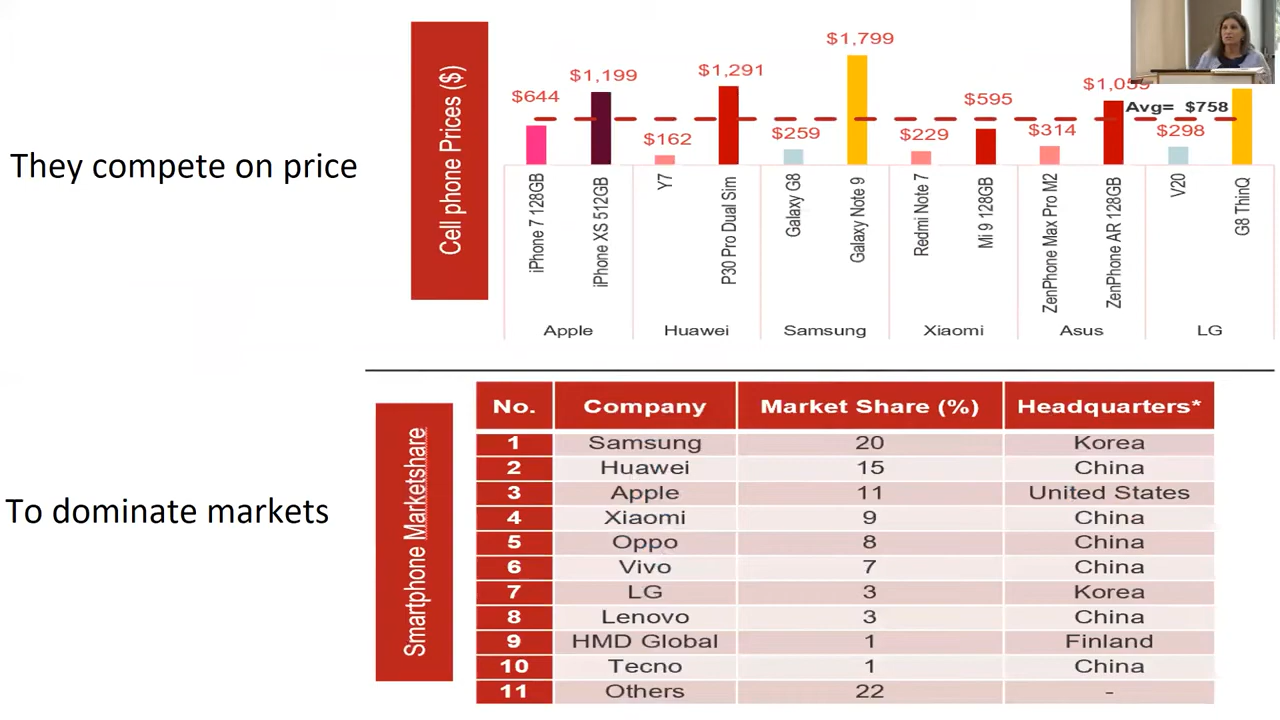 They compete on price
Cell phone Prices ($)
$644
$1,199
$162
$1,291
$259
$1,799
$229
$595
$314
$298
Avg= $758
iPhone 7 128GB
iPhone XS 512GB
Y7
P30 Pro Dual Sim
Galaxy G8
Galaxy Note 9
Redmi Note 7
Mi 9 128GB
ZenPhone Max Pro M2
ZenPhone AR 128GB
V20
G8 ThinQ
Apple
Huawei
Samsung
Xiaomi
Asus
LG
To dominate markets
Smartphone Marketshare
No. Company Market Share (%) Headquarters*
1 Samsung 20 Korea
2 Huawei 15 China
3 Apple 11 United States
4 Xiaomi 9 China
5 Oppo 8 China
6 Vivo 7 China
7 LG 3 Korea
8 Lenovo 3 China
9 HMD Global 1 Finland
10 Tecno 1 China
11 Others 22 -